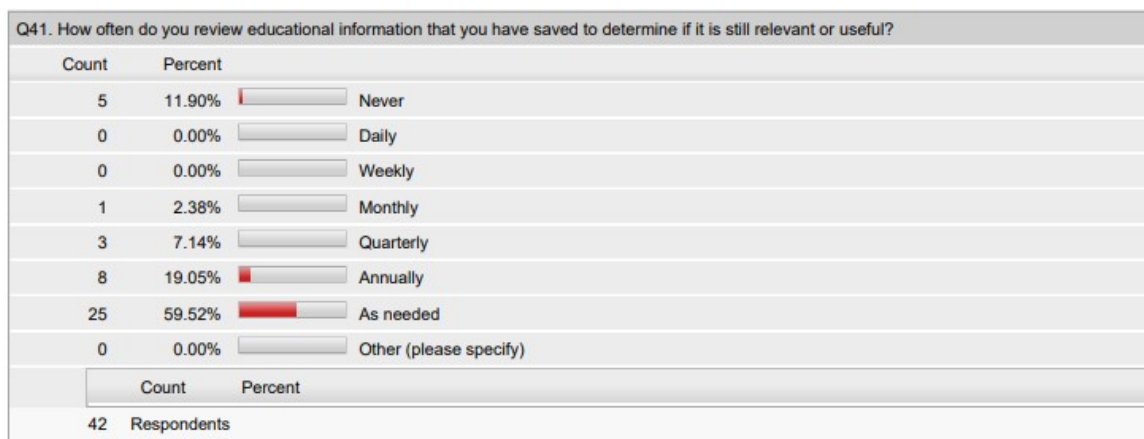 Q41. How often do you review educational information that you have saved to determine if it is still relevant or useful?
Count Percent
5 11.90% Never
0 0.00% Daily
0 0.00% Weekly
1 2.38% Monthly
3 7.14% Quarterly
8 19.05% Annually
25 59.52% As needed
0 0.00% Other (please specify)
Count Percent
42 Respondents